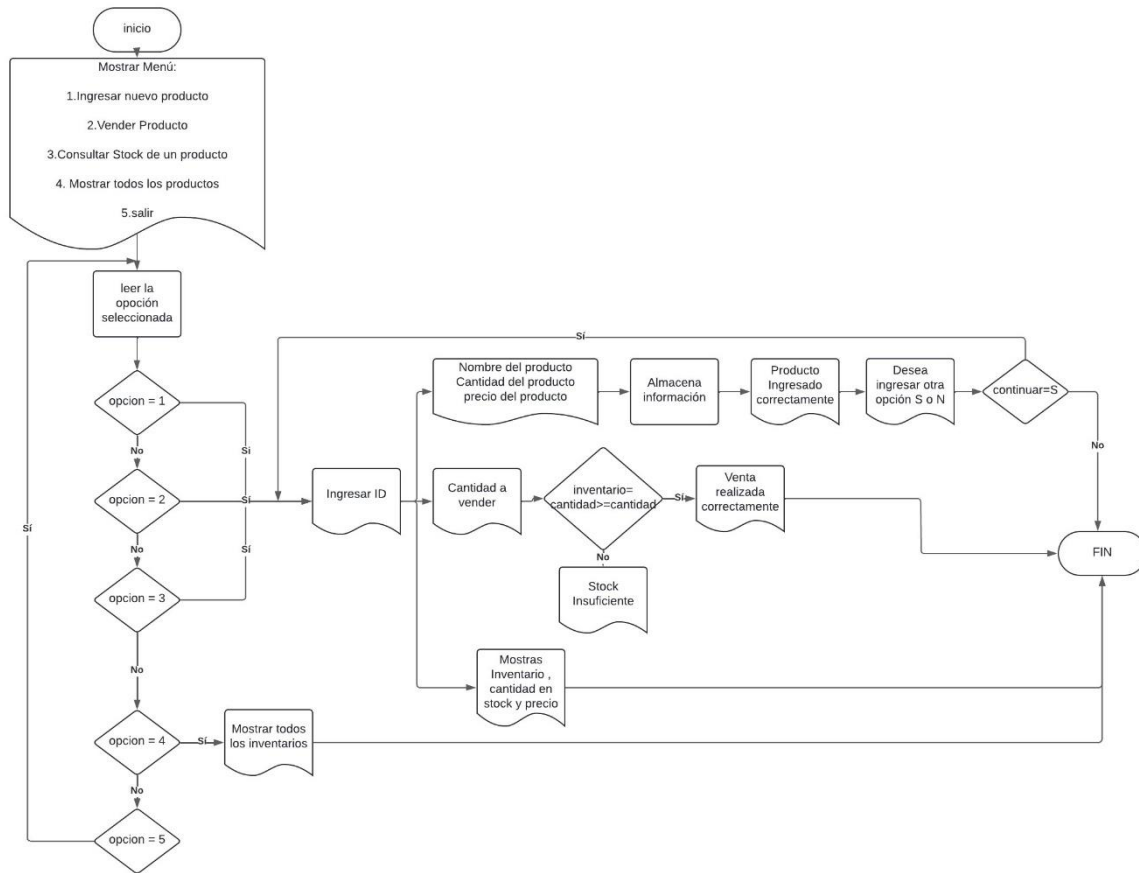 inicio
Mostrar Menú:
1.Ingresar nuevo producto
2.Vender Producto
3.Consultar Stock de un producto
4. Mostrar todos los productos
5.salir
leer la
opoción
seleccionada
opcion = 1
Si
No
opcion = 2
Sí
No
opcion = 3
Sí
No
opcion = 4
Sí
Mostrar todos
los inventarios
No
opcion = 5
Sí
Ingresar ID
Nombre del producto
Cantidad del producto
precio del producto
Almacena
información
Producto
Ingresado
correctamente
Desea
ingresar otra
opción S o N
continuar=S
Sí
No
Cantidad a
vender
inventario=
cantidad>=cantidad
Sí
Venta
realizada
correctamente
No
Stock
Insuficiente
Mostras
Inventario ,
cantidad en
stock y precio
FIN